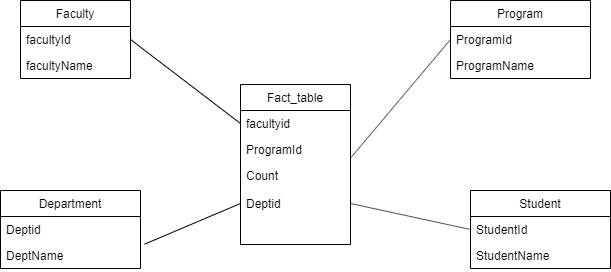 Faculty
facultyId
facultyName
Program
ProgramId
ProgramName
Fact_table
facultyid
ProgramId
Count
Deptid
Department
Deptid
DeptName
Student
StudentId
StudentName